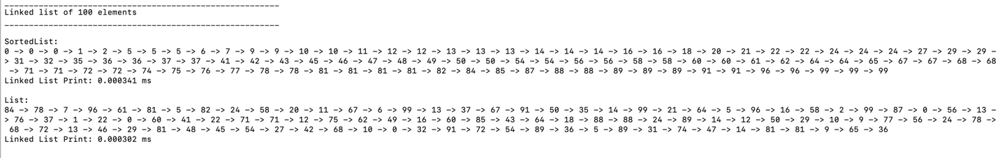 ________________________________________________________
Linked list of 100 elements
________________________________________________________
SortedList:
0 -> 0 -> 0 -> 1 -> 2 -> 5 -> 5 -> 5 -> 6 -> 7 -> 9 -> 9 -> 10 -> 10 -> 11 -> 12 -> 12 -> 13 -> 13 -> 13 -> 14 -> 14 -> 14 -> 16 -> 16 -> 18 -> 20 -> 21 -> 22 -> 22 -> 24 -> 24 -> 24 -> 27 -> 29 -> 29 -
> 31 -> 32 -> 35 -> 36 -> 36 -> 37 -> 37 -> 41 -> 42 -> 43 -> 45 -> 46 -> 47 -> 48 -> 49 -> 50 -> 50 -> 54 -> 54 -> 56 -> 56 -> 58 -> 58 -> 60 -> 60 -> 61 -> 62 -> 64 -> 64 -> 65 -> 67 -> 67 -> 68 -> 68
-> 71 -> 71 -> 72 -> 72 -> 74 -> 75 -> 76 -> 77 -> 78 -> 78 -> 81 -> 81 -> 81 -> 81 -> 82 -> 84 -> 85 -> 87 -> 88 -> 88 -> 89 -> 89 -> 89 -> 91 -> 91 -> 96 -> 96 -> 99 -> 99 -> 99
Linked List Print: 0.000341 ms
List:
84 -> 78 -> 7 -> 96 -> 61 -> 81 -> 5 -> 82 -> 24 -> 58 -> 20 -> 11 -> 67 -> 6 -> 99 -> 13 -> 37 -> 67 -> 91 -> 50 -> 35 -> 14 -> 99 -> 21 -> 64 -> 5 -> 96 -> 16 -> 58 -> 2 -> 99 -> 87 -> 0 -> 56 -> 13 -
> 76 -> 37 -> 1 -> 22 -> 0 -> 60 -> 41 -> 22 -> 71 -> 71 -> 12 -> 75 -> 62 -> 49 -> 16 -> 60 -> 85 -> 43 -> 64 -> 18 -> 88 -> 88 -> 24 -> 89 -> 14 -> 12 -> 50 -> 29 -> 10 -> 9 -> 77 -> 56 -> 24 -> 78 ->
68 -> 72 -> 13 -> 46 -> 29 -> 81 -> 48 -> 45 -> 54 -> 27 -> 42 -> 68 -> 10 -> 0 -> 32 -> 91 -> 72 -> 54 -> 89 -> 36 -> 5 -> 89 -> 31 -> 74 -> 47 -> 14 -> 81 -> 81 -> 9 -> 65 -> 36
Linked List Print: 0.000302 ms